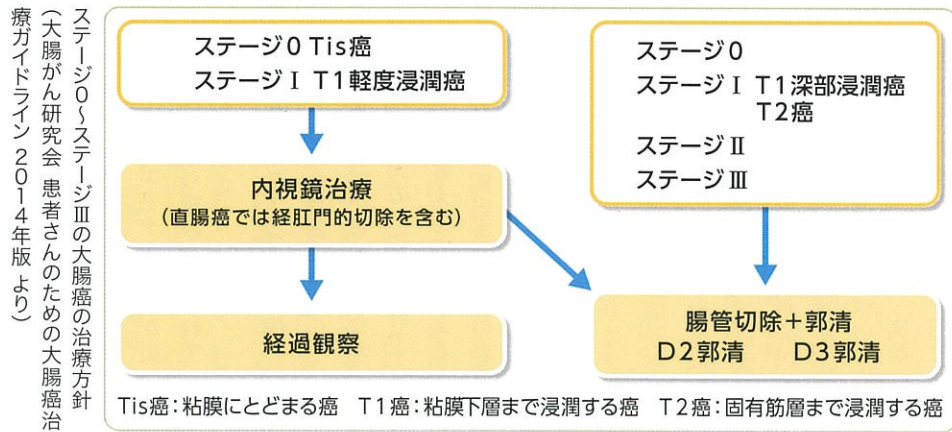 ステージ0～ステージⅢの大腸癌の治療方針
(大腸がん研究会 患者さんのための大腸癌治
療ガイドライン 2014年版 より)
ステージ0 Tis癌
ステージⅠ T1軽度浸潤癌
内視鏡治療
(直腸癌では経肛門的切除を含む)
経過観察
ステージ0
ステージⅠ T1深部浸潤癌
T2癌
ステージⅡ
ステージⅢ
腸管切除＋郭清
D2郭清 D3郭清
Tis癌：粘膜にとどまる癌 T1癌：粘膜下層まで浸潤する癌 T2癌：固有筋層まで浸潤する癌